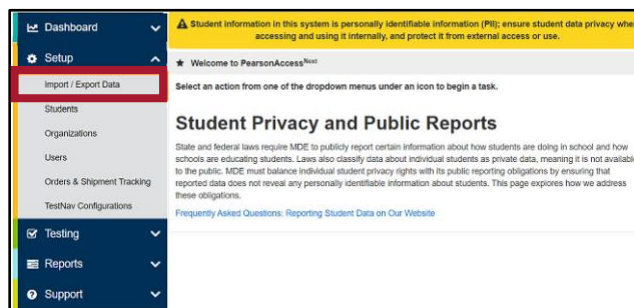 Dashboard
Setup
Import / Export Data
Students
Organizations
Users
Orders & Shipment Tracking
TestNav Configurations
Testing
Reports
Support
Student information in this system is personally identifiable information (PII); ensure student data privacy whe
accessing and using it internally, and protect it from external access or use.
Welcome to PearsonAccess Next
Select an action from one of the dropdown menus under an icon to begin a task.
Student Privacy and Public Reports
State and federal laws require MDE to publicly report certain information about how students are doing in school and how
schools are educating students. Laws also classify data about individual students as private data, meaning it is not available
to the public. MDE must balance individual student privacy rights with its public reporting obligations by ensuring that
reported data does not reveal any personally identifiable information about students. This page explores how we address
these obligations.
Frequently Asked Questions: Reporting Student Data on Our Website